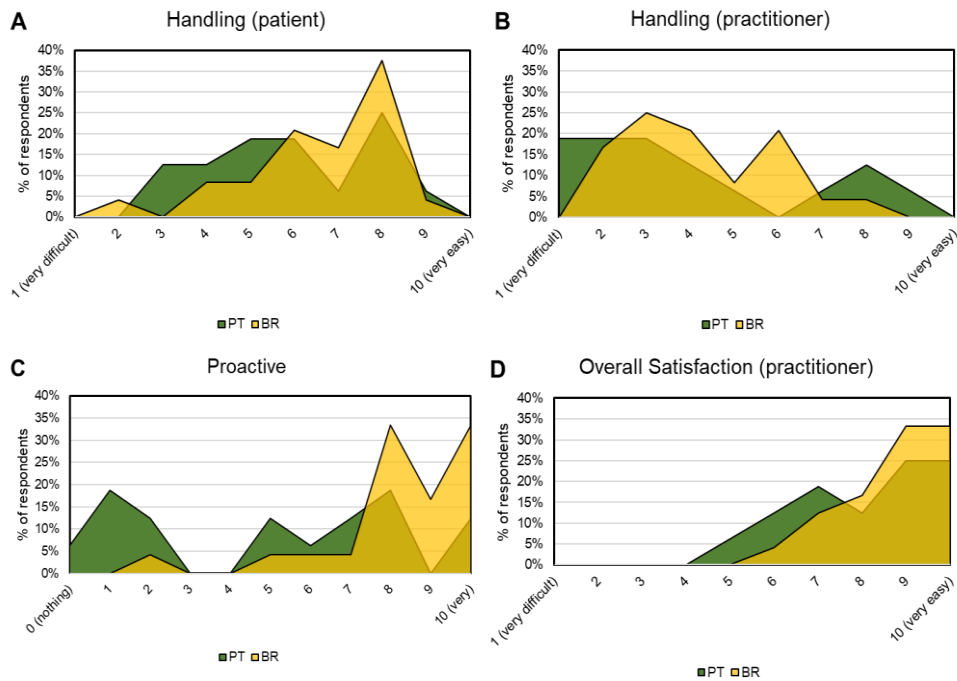 A
Handling (patient)
% of respondents
40%
35%
30%
25%
20%
15%
10%
5%
0%
1 (very difficult)
2
3
4
5
6
7
8
9
10 (very easy)
PT BR
B
Handling (practitioner)
% of respondents
40%
35%
30%
25%
20%
15%
10%
5%
0%
1 (very difficult)
2
3
4
5
6
7
8
9
10 (very easy)
PT BR
C
Proactive
% of respondents
40%
35%
30%
25%
20%
15%
10%
5%
0%
0 (nothing)
1
2
3
4
5
6
7
8
9
10 (very)
PT BR
D
Overall Satisfaction (practitioner)
% of respondents
40%
35%
30%
25%
20%
15%
10%
5%
0%
1 (very difficult)
2
3
4
5
6
7
8
9
10 (very easy)
PT BR